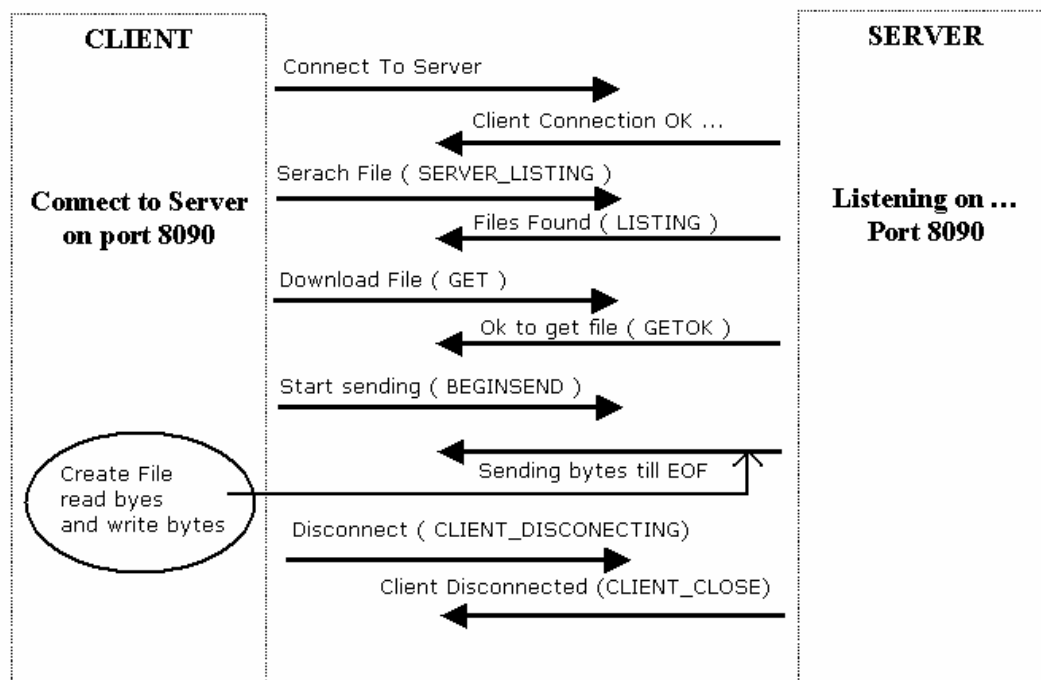 CLIENT
SERVER
Connect To Server
Client Connection OK ...
Serach File ( SERVER_LISTING )
Connect to Server
on port 8090
Listening on ...
Port 8090
Files Found ( LISTING )
Download File ( GET )
Ok to get file ( GETOK )
Start sending ( BEGINSEND )
Sending bytes till EOF
Create File
read byes
and write bytes
Disconnect ( CLIENT_DISCONECTING)
Client Disconnected (CLIENT_CLOSE)